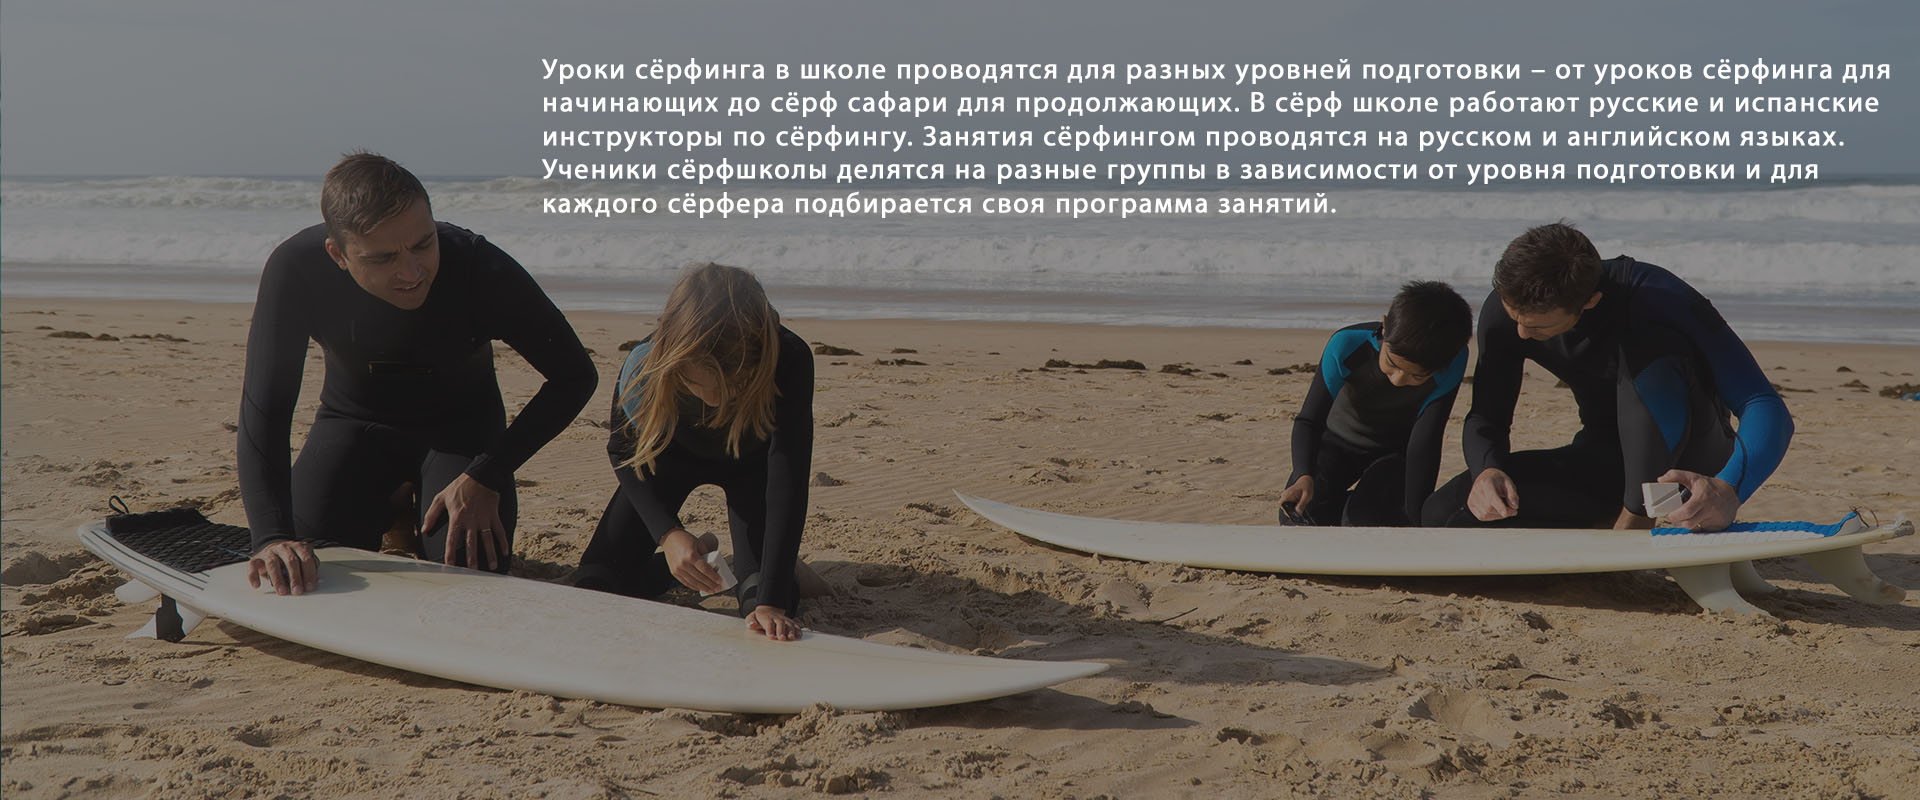 Уроки сёрфинга в школе проводятся для разных уровней подготовки – от уроков сёрфинга для
начинающих до сёрф сафари для продолжающих. В сёрф школе работают русские и испанские
инструкторы по сёрфингу. Занятия сёрфингом проводятся на русском и английском языках.
Ученики сёрфшколы делятся на разные группы в зависимости от уровня подготовки и для
каждого сёрфера подбирается своя программа занятий.